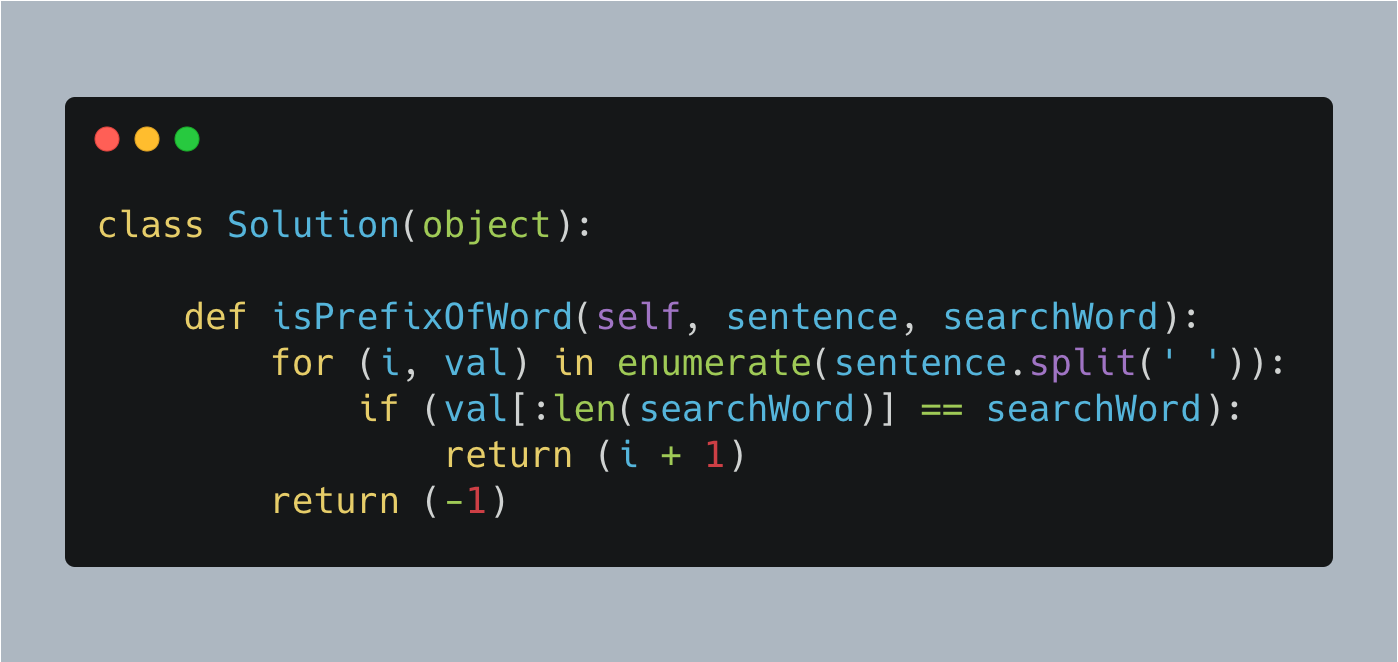 class Solution(object):
    def isPrefixOfWord(self, sentence, searchWord):
        for (i, val) in enumerate(sentence.split(' ')):
            if (val[:len(searchWord)] == searchWord):
                return (i + 1)
        return (-1)